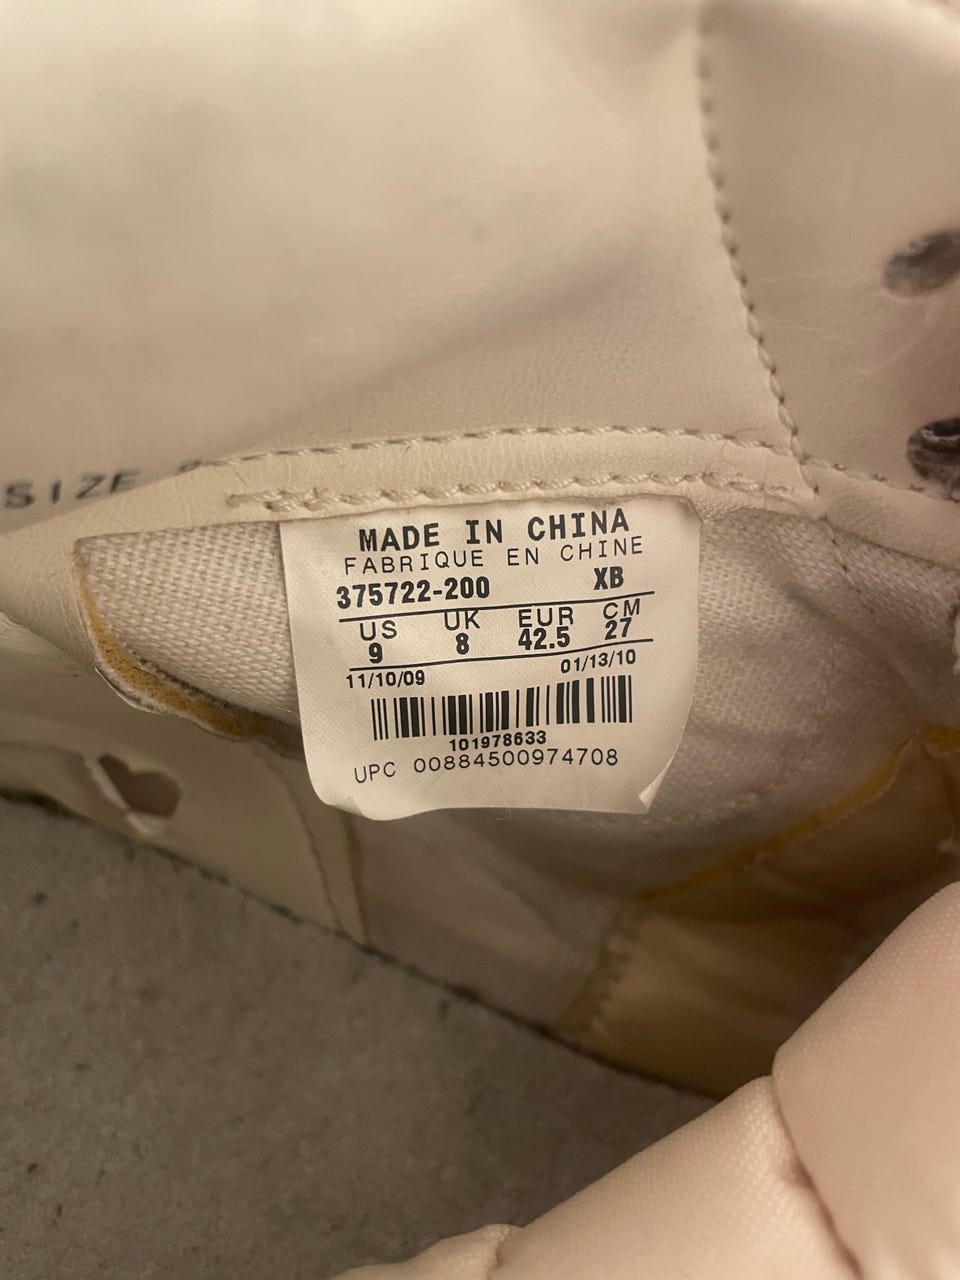 SIZE
MADE IN CHINA
FABRIQUE EN CHINE
375722-200 XB
US UK EUR CM
9 8 42.5 27
11/10/09 01/13/10
101978633
UPC 00884500974708